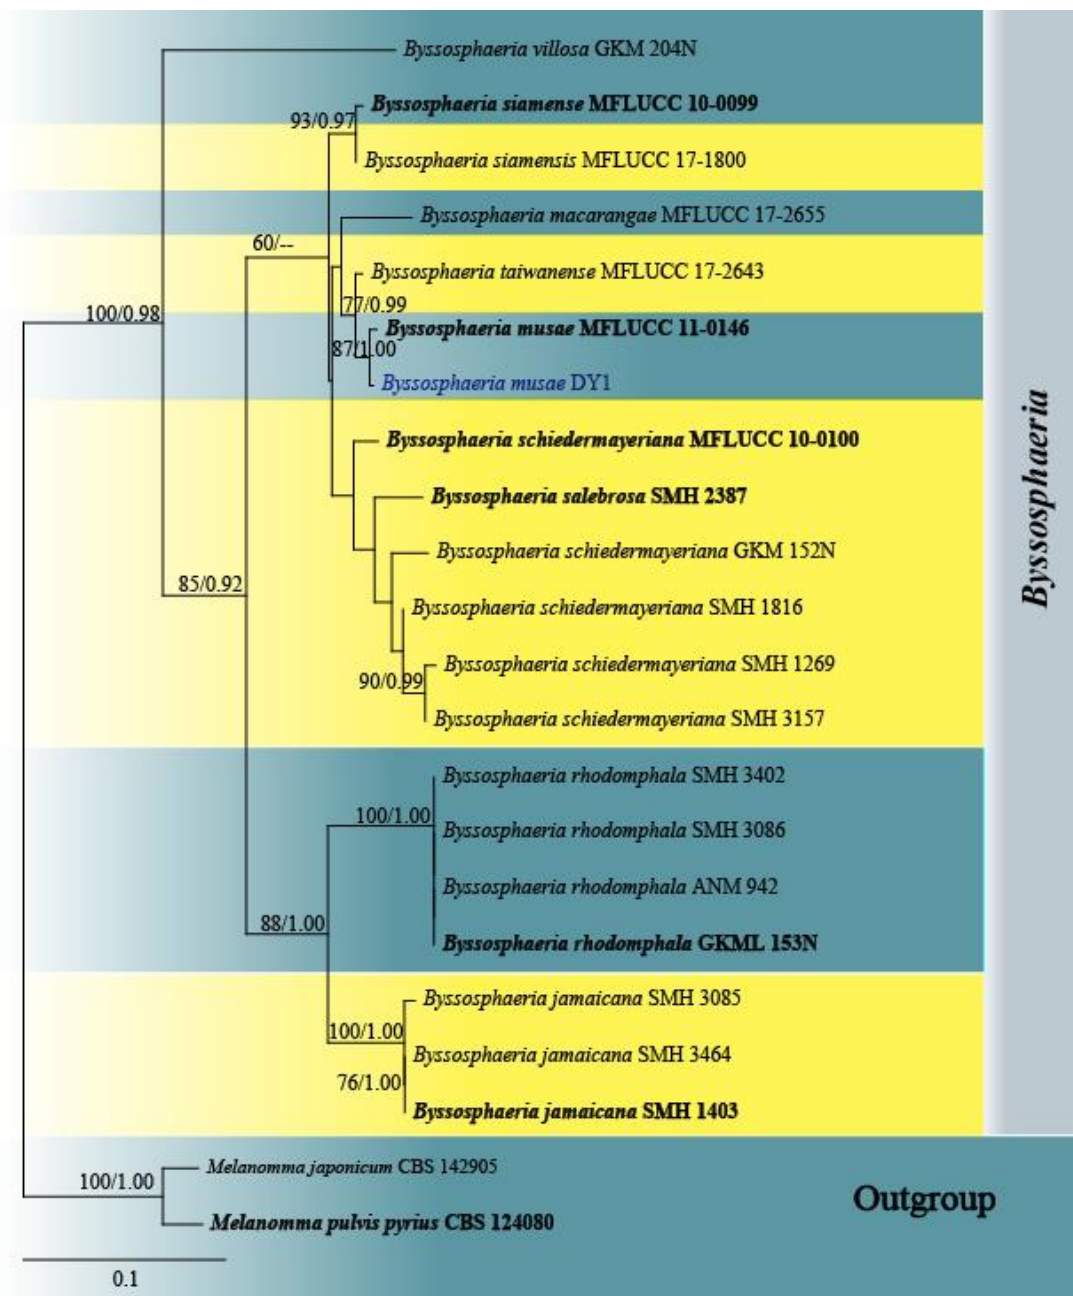 Byssosphaeria villosa GKM 204N
Byssosphaeria siamense MFLUCC 10-0099
93/0.97
Byssosphaeria siamensis MFLUCC 17-1800
Byssosphaeria macarangae MFLUCC 17-2655
60/--
Byssosphaeria taiwanense MFLUCC 17-2643
77/0.99
100/0.98
Byssosphaeria musae MFLUCC 11-0146
87/1.00
Byssosphaeria musae DY1
Byssosphaeria schiedermayeriana MFLUCC 10-0100
Byssosphaeria salebrosa SMH 2387
Byssosphaeria
Byssosphaeria schiedermayeriana GKM 152N
85/0.92
Byssosphaeria schiedermayeriana SMH 1816
Byssosphaeria schiedermayeriana SMH 1269
90/0.99
Byssosphaeria schiedermayeriana SMH 3157
Byssosphaeria rhodomphala SMH 3402
100/1.00
Byssosphaeria rhodomphala SMH 3086
Byssosphaeria rhodomphala ANM 942
88/1.00
Byssosphaeria rhodomphala GKML 153N
Byssosphaeria jamaicana SMH 3085
100/1.00
Byssosphaeria jamaicana SMH 3464
76/1.00
Byssosphaeria jamaicana SMH 1403
Melanomma japonicum CBS 142905
100/1.00
Outgroup
Melanomma pulvis pyrius CBS 124080
0.1